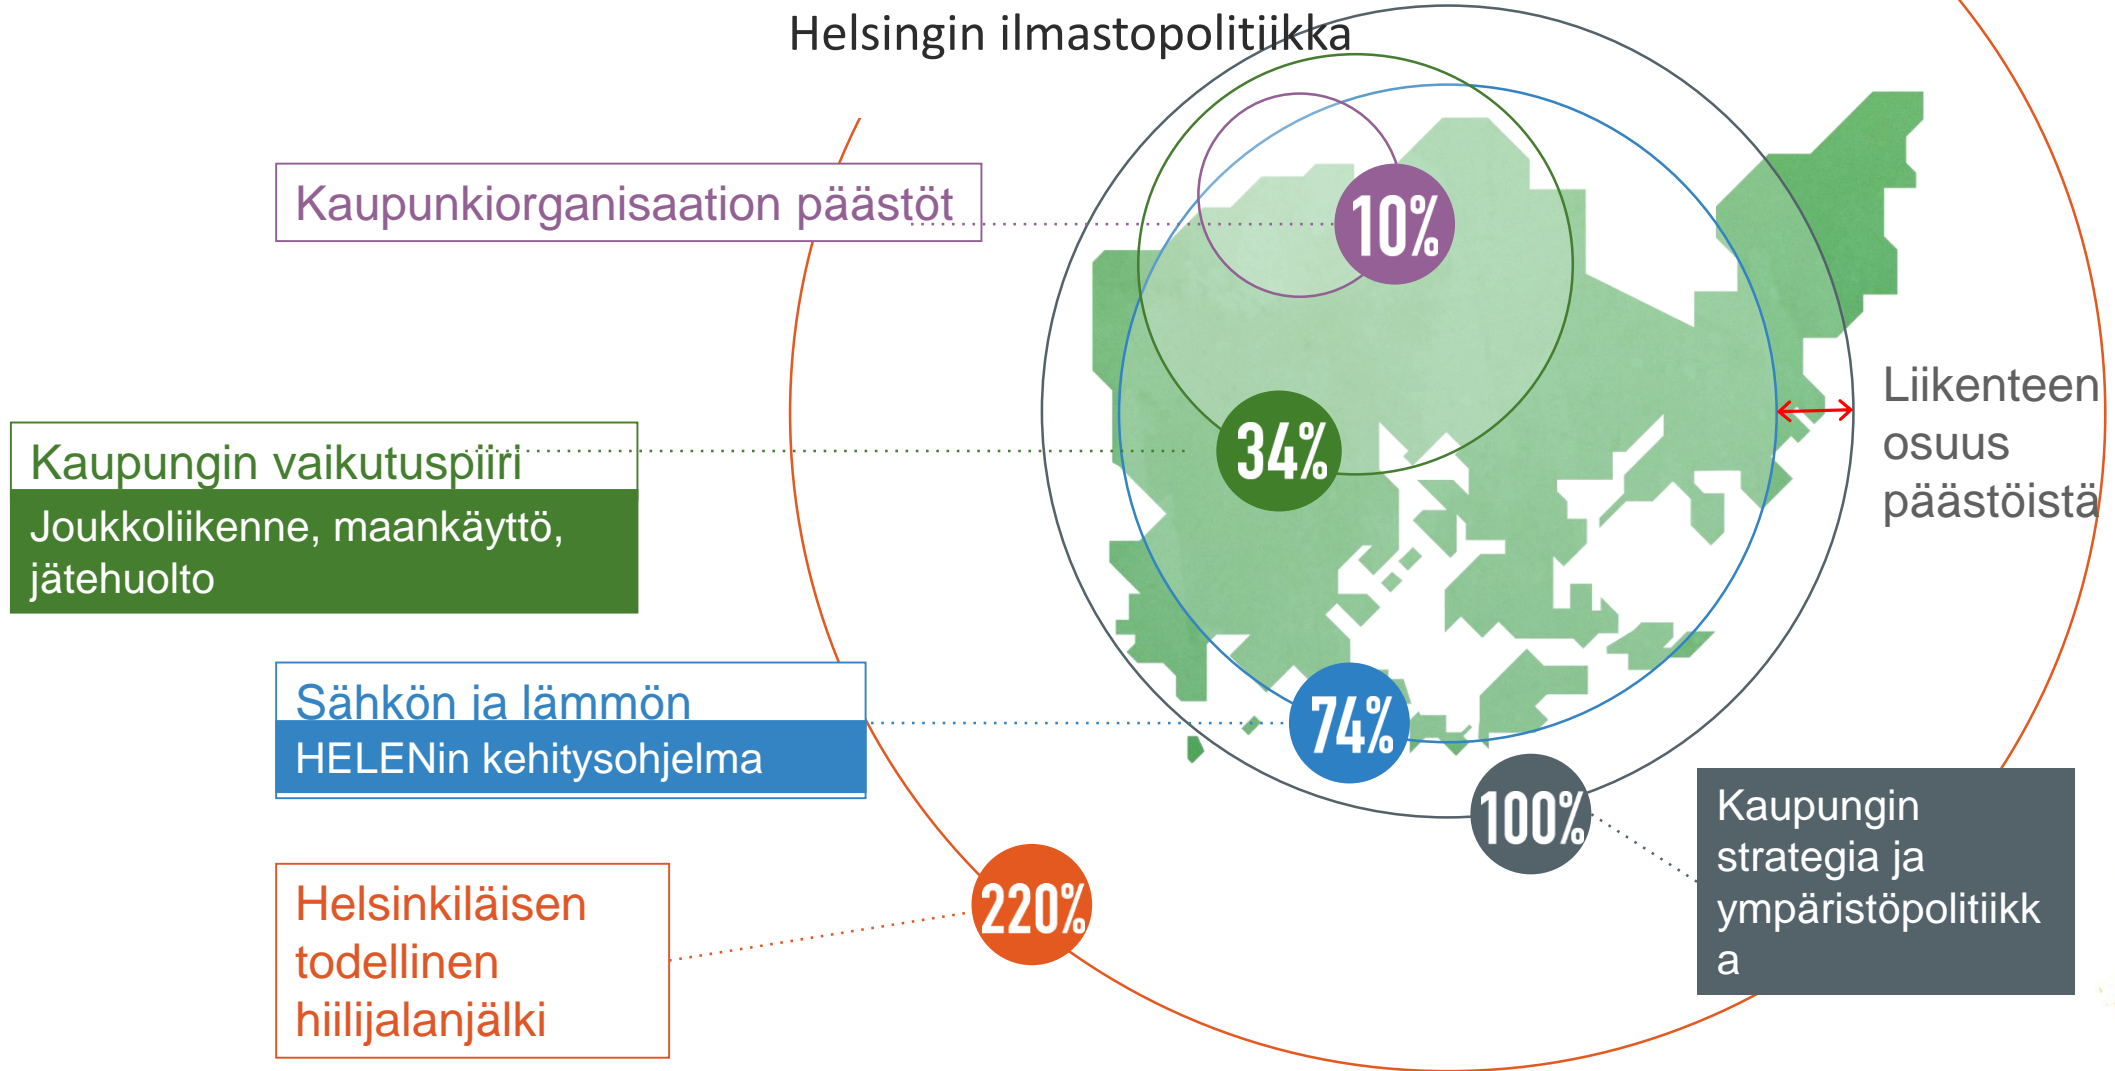 Helsingin ilmastopolitiikka
Kaupunkiorganisaation päästöt
10%
Kaupungin vaikutuspiiri
Joukkoliikenne, maankäyttö,
jätehuolto
34%
Liikenteen
osuus
päästöistä
Sähkön ja lämmön
HELENin kehitysohjelma
74%
100%
Kaupungin
strategia ja
ympäristöpolitiikk
a
Helsinkiläisen
todellinen
hiilijalanjälki
220%